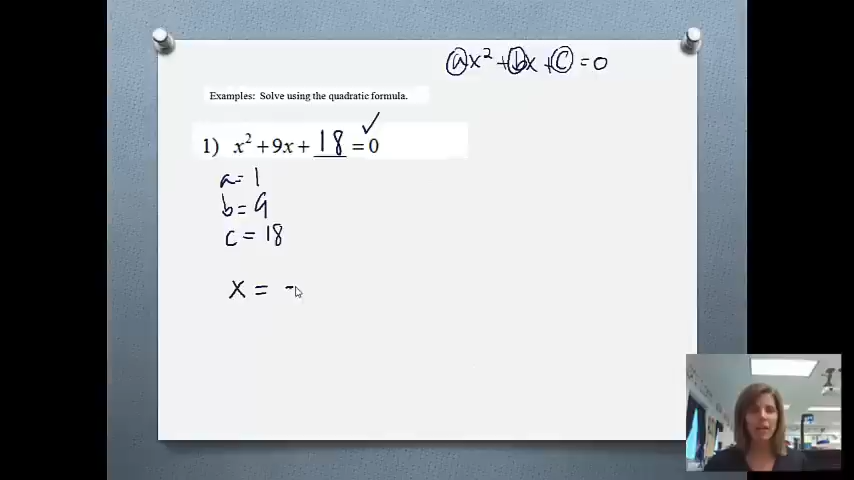 ax² + bx + c = 0
Examples: Solve using the quadratic formula.
1) x² + 9x + 18 = 0 ✓
a = 1
b = 9
c = 18
x = -